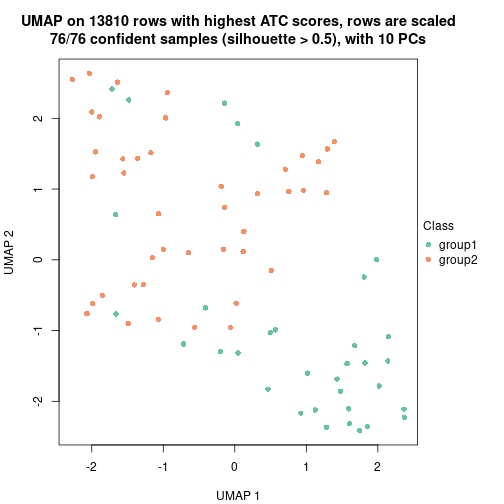 UMAP on 13810 rows with highest ATC scores, rows are scaled
76/76 confident samples (silhouette > 0.5), with 10 PCs
UMAP 2
2
1
0
-1
-2
-2
-1
0
1
2
UMAP 1
Class
group1
group2